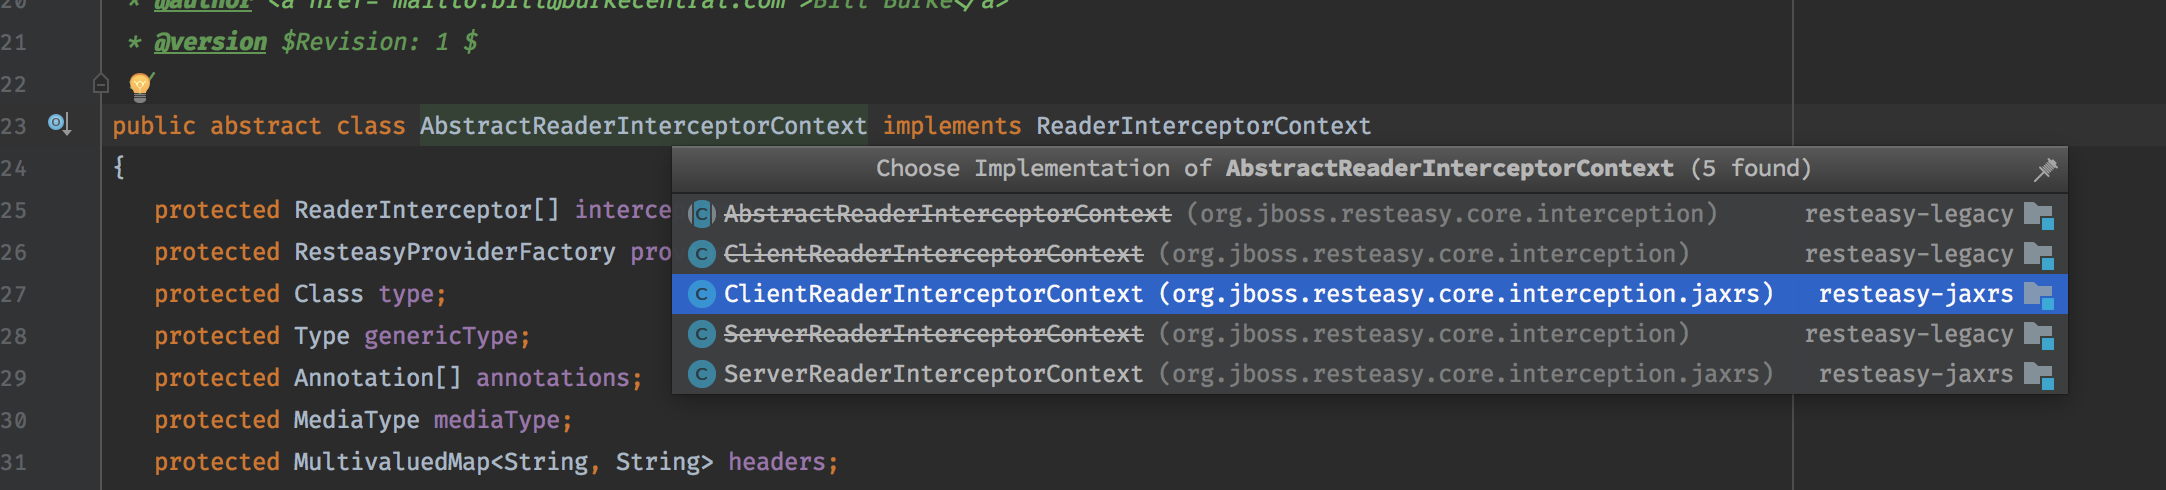 20 * @author <a href="mailto:bill@burkecentral.com">Bill Burke</a>
21 * @version $Revision: 1 $
22
23 public abstract class AbstractReaderInterceptorContext implements ReaderInterceptorContext
Choose Implementation of AbstractReaderInterceptorContext (5 found)
24 {
25 protected ReaderInterceptor[] interce
C AbstractReaderInterceptorContext (org.jboss.resteasy.core.interception) resteasy-legacy
26 protected ResteasyProviderFactory pro
C ClientReaderInterceptorContext (org.jboss.resteasy.core.interception) resteasy-legacy
27 protected Class type;
C ClientReaderInterceptorContext (org.jboss.resteasy.core.interception.jaxrs) resteasy-jaxrs
28 protected Type genericType;
C ServerReaderInterceptorContext (org.jboss.resteasy.core.interception) resteasy-legacy
29 protected Annotation[] annotations;
C ServerReaderInterceptorContext (org.jboss.resteasy.core.interception.jaxrs) resteasy-jaxrs
30 protected MediaType mediaType;
31 protected MultivaluedMap<String, String> headers;